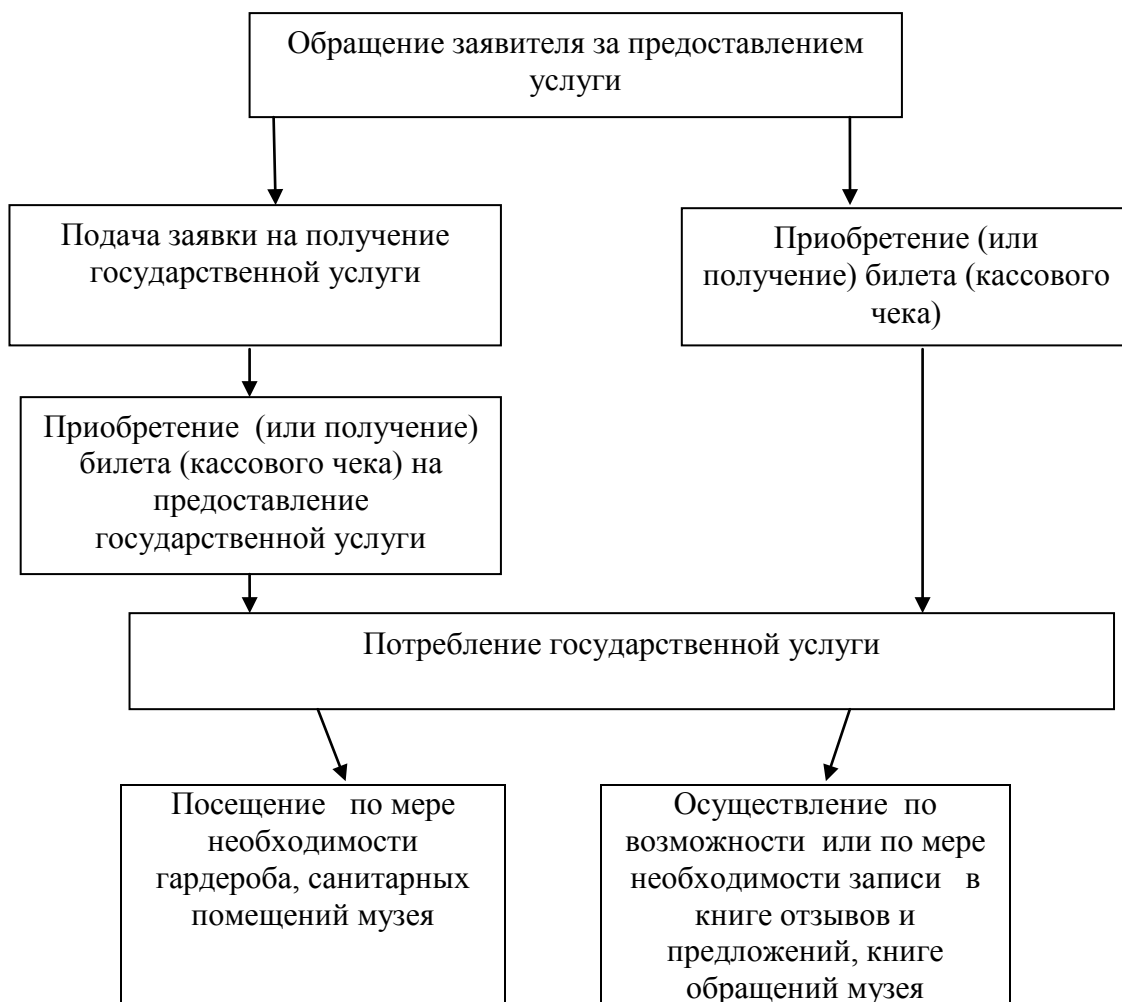 Обращение заявителя за предоставлением
услуги
Подача заявки на получение
государственной услуги
Приобретение (или
получение) билета (кассового
чека)
Приобретение (или получение)
билета (кассового чека) на
предоставление
государственной услуги
Потребление государственной услуги
Посещение по мере
необходимости
гардероба, санитарных
помещений музея
Осуществление по
возможности или по мере
необходимости записи в
книге отзывов и
предложений, книге
обращений музея